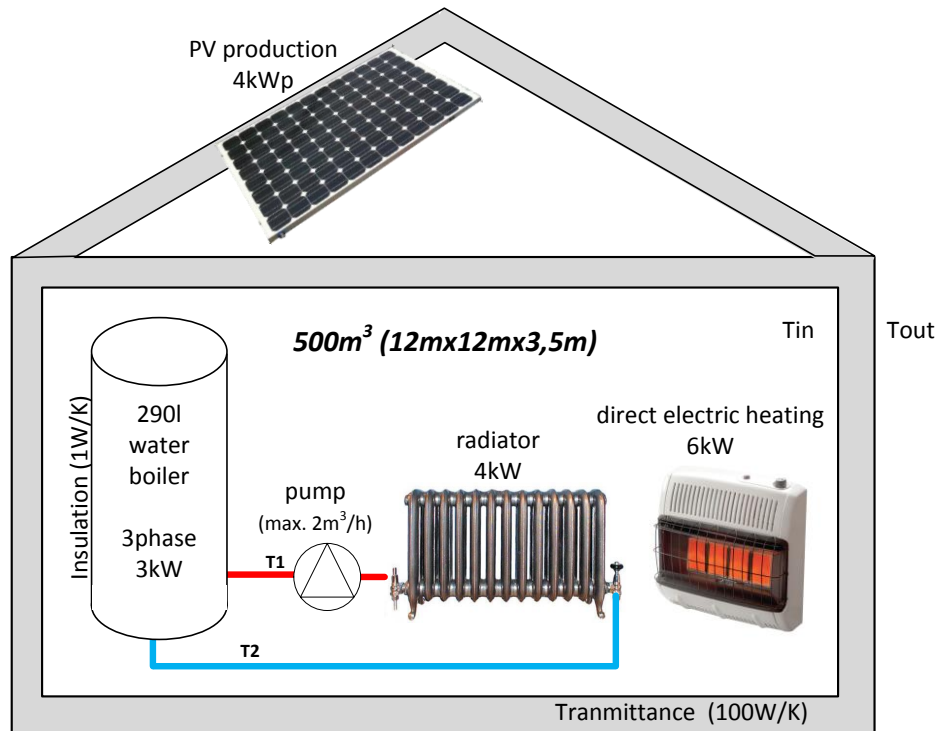 PV production
4kWp
500m³ (12mx12mx3,5m)
Tin
Tout
Insulation (1W/K)
290l
water
boiler
3phase
3kW
T1
pump
(max. 2m³/h)
radiator
4kW
direct electric heating
6kW
T2
Tranmittance (100W/K)